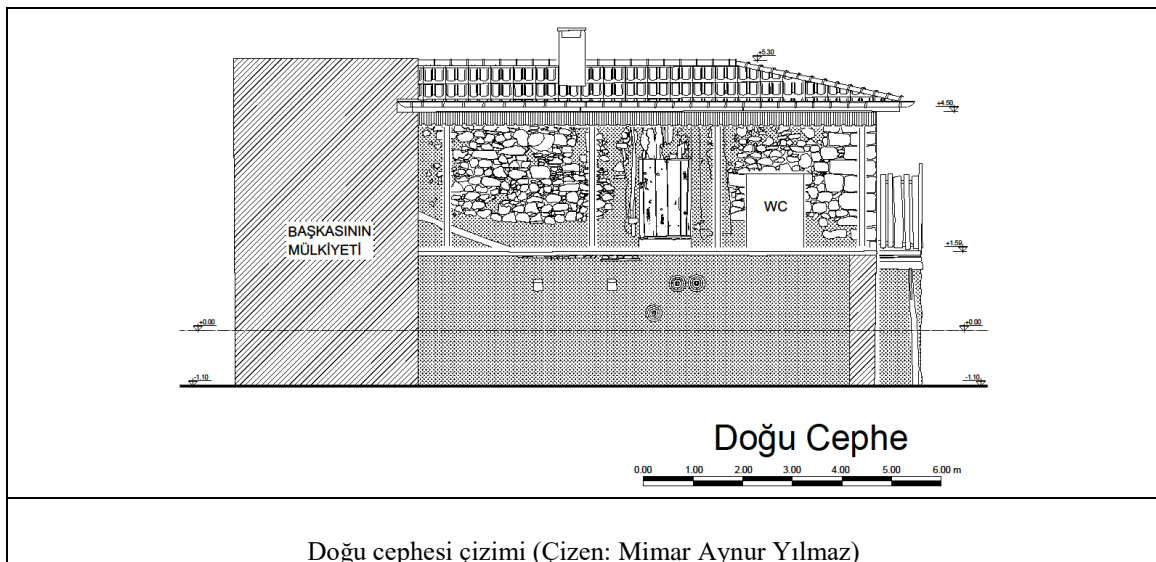 +5.30
+4.50
WC
BAŞKASININ
MÜLKİYETİ
+1.50
+0.00
+0.00
-1.10
-1.10
Doğu Cephe
0.00 1.00 2.00 3.00 4.00 5.00 6.00 m
Doğu cephesi çizimi (Çizen: Mimar Aynur Yılmaz)